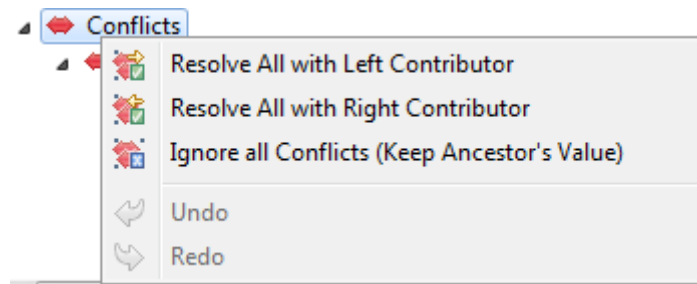 Conflicts
Resolve All with Left Contributor
Resolve All with Right Contributor
Ignore all Conflicts (Keep Ancestor's Value)
Undo
Redo